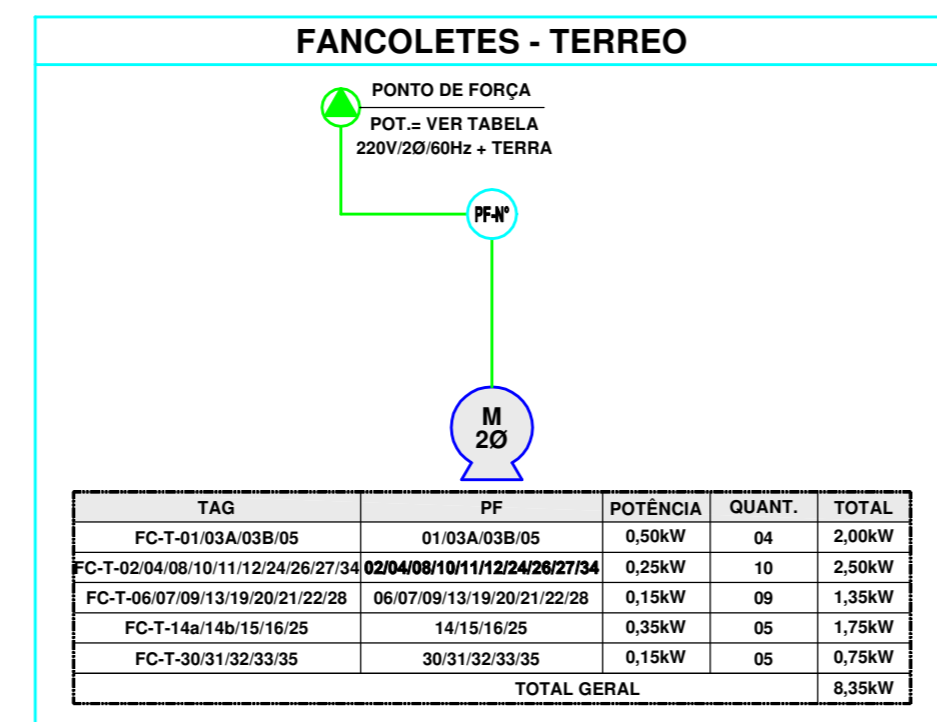 FANCOLETES - TERREO
PONTO DE FORÇA
POT.= VER TABELA
220V/2Ø/60Hz + TERRA
PF-Nº
M
2Ø
TAG PF POTÊNCIA QUANT. TOTAL
FC-T-01/03A/03B/05 01/03A/03B/05 0,50kW 04 2,00kW
FC-T-02/04/08/10/11/12/24/26/27/34 02/04/08/10/11/12/24/26/27/34 0,25kW 10 2,50kW
FC-T-06/07/09/13/19/20/21/22/28 06/07/09/13/19/20/21/22/28 0,15kW 09 1,35kW
FC-T-14a/14b/15/16/25 14/15/16/25 0,35kW 05 1,75kW
FC-T-30/31/32/33/35 30/31/32/33/35 0,15kW 05 0,75kW
TOTAL GERAL 8,35kW